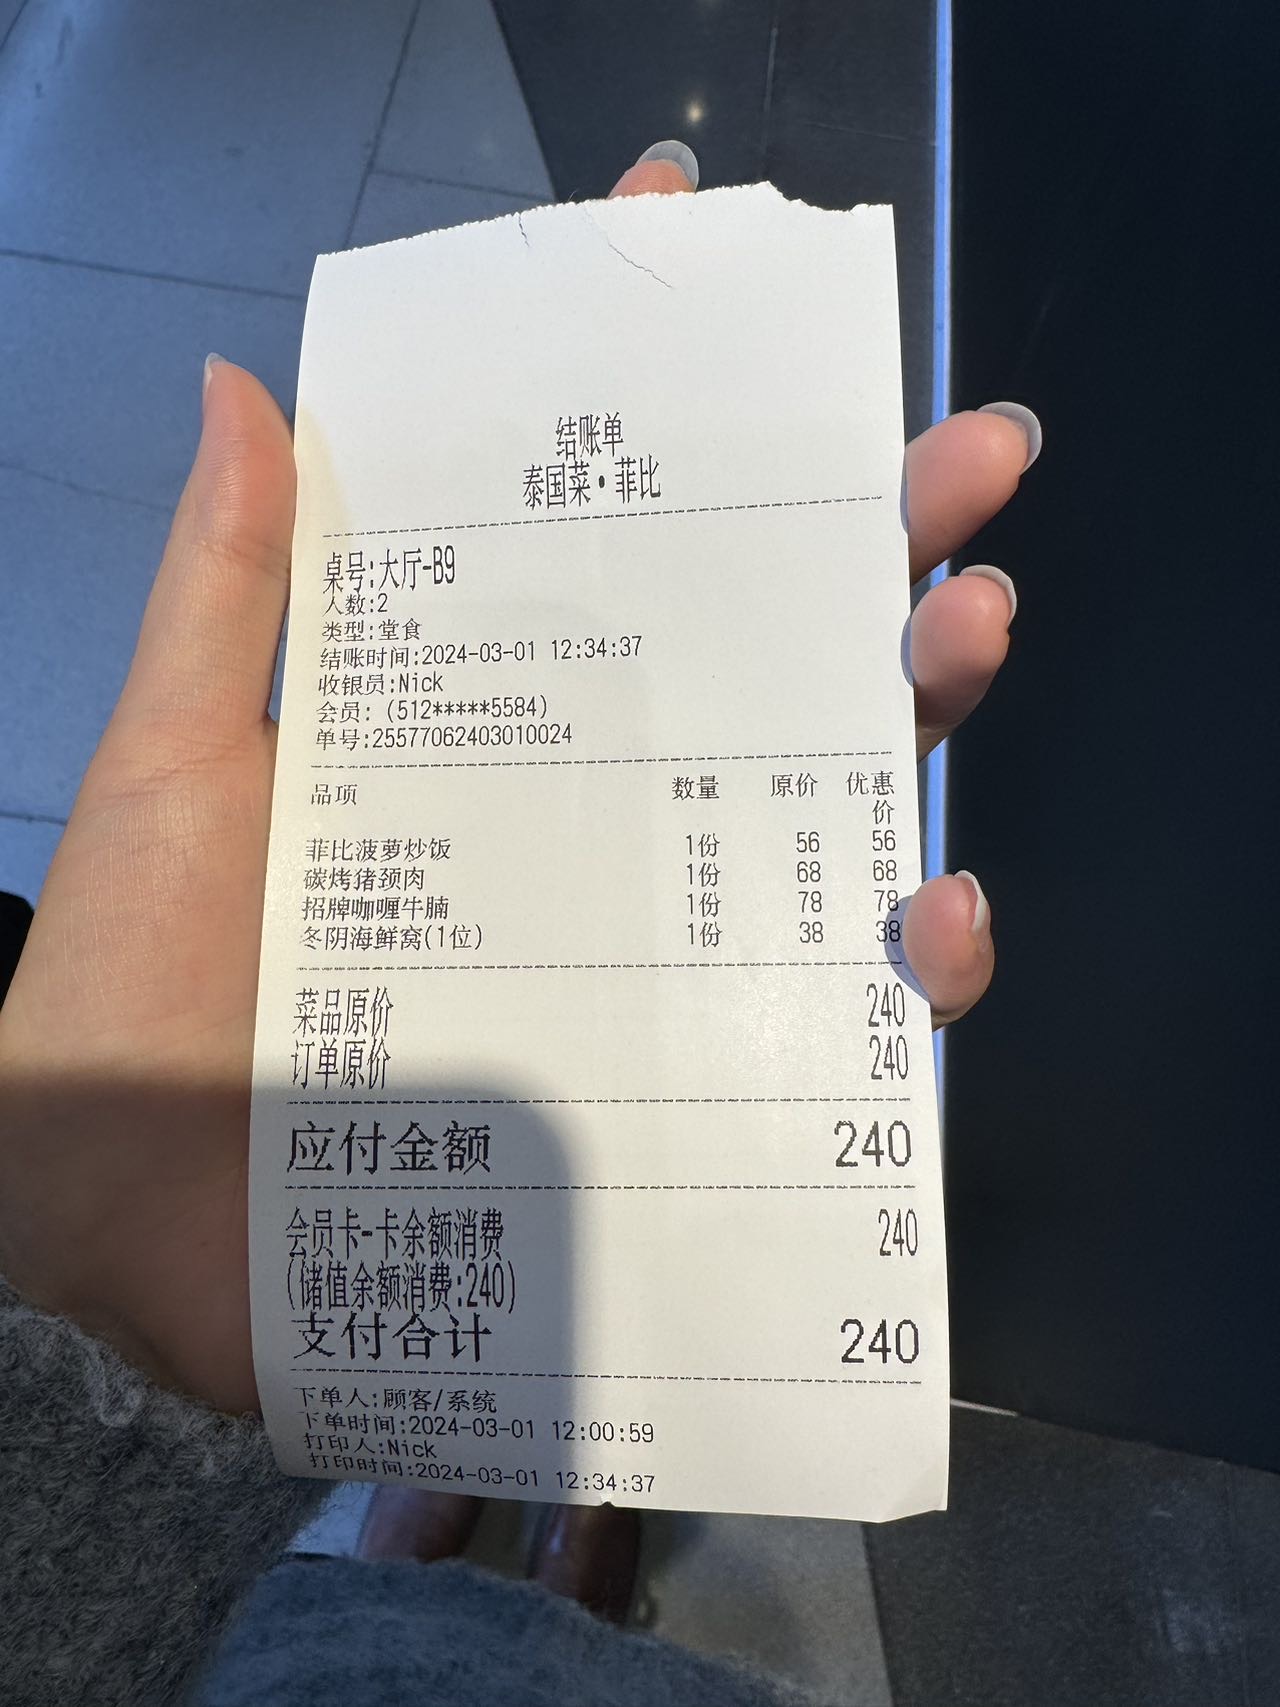 结账单
泰国菜·菲比
桌号:大厅-B9
人数:2
类型:堂食
结账时间:2024-03-01 12:34:37
收银员:Nick
会员: (512*****5584)
单号:25577062403010024
品项 数量 原价 优惠价
菲比菠萝炒饭 1份 56 56
碳烤猪颈肉 1份 68 68
招牌咖喱牛腩 1份 78 78
冬阴海鲜窝(1位) 1份 38 38
菜品原价 240
订单原价 240
应付金额 240
会员卡-卡余额消费 240
(储值余额消费:240)
支付合计 240
下单人:顾客/系统
下单时间:2024-03-01 12:00:59
打印人:Nick
打印时间:2024-03-01 12:34:37